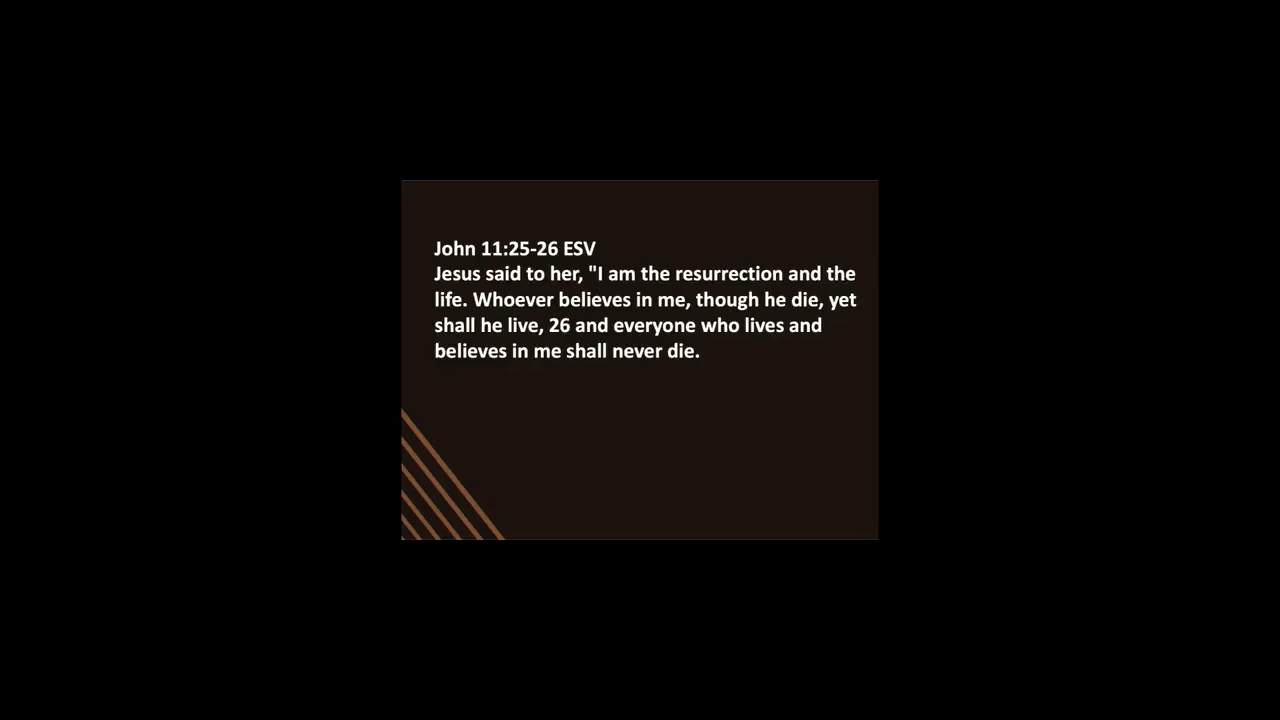 John 11:25-26 ESV
Jesus said to her, "I am the resurrection and the
life. Whoever believes in me, though he die, yet
shall he live, 26 and everyone who lives and
believes in me shall never die.